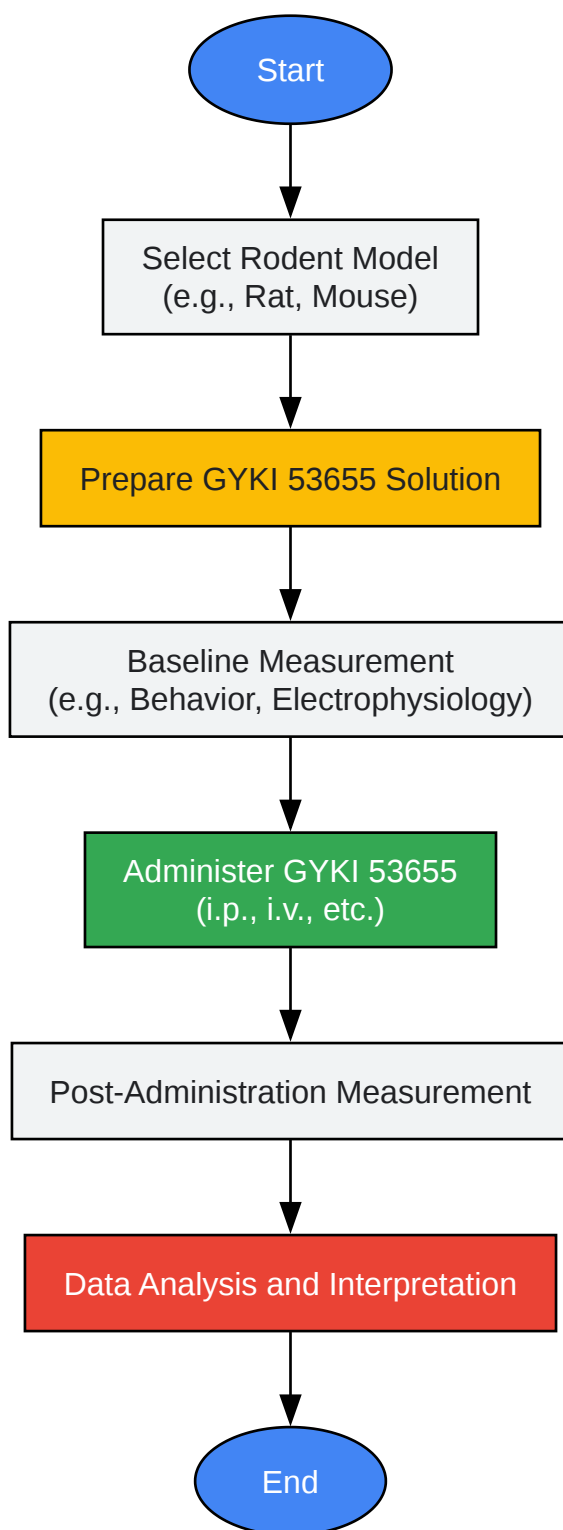 Start
Select Rodent Model
(e.g., Rat, Mouse)
Prepare GYKI 53655 Solution
Baseline Measurement
(e.g., Behavior, Electrophysiology)
Administer GYKI 53655
(i.p., i.v., etc.)
Post-Administration Measurement
Data Analysis and Interpretation
End